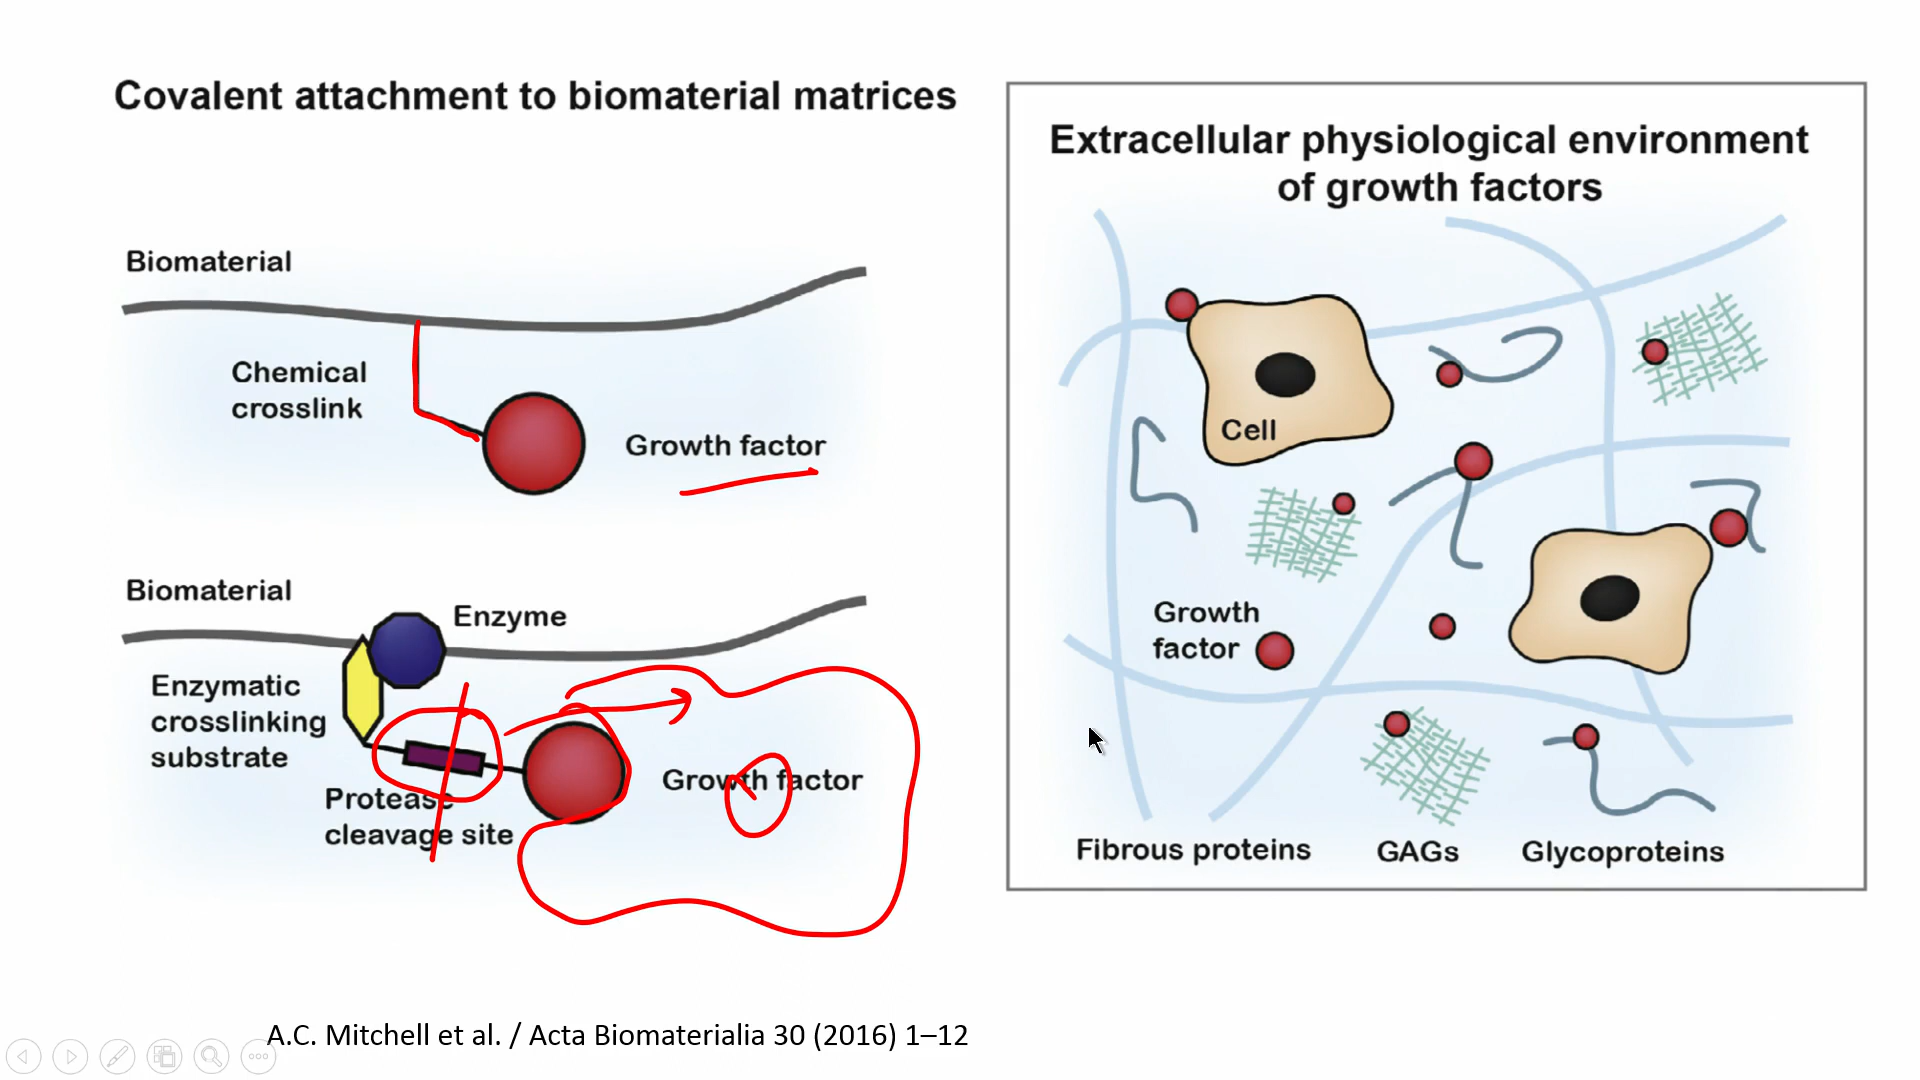 Covalent attachment to biomaterial matrices
Biomaterial
Chemical
crosslink
Growth factor
Biomaterial
Enzyme
Enzymatic
crosslinking
substrate
Protease
cleavage site
Growth factor
Extracellular physiological environment
of growth factors
Cell
Growth
factor
Fibrous proteins
GAGs
Glycoproteins
A.C. Mitchell et al. / Acta Biomaterialia 30 (2016) 1–12